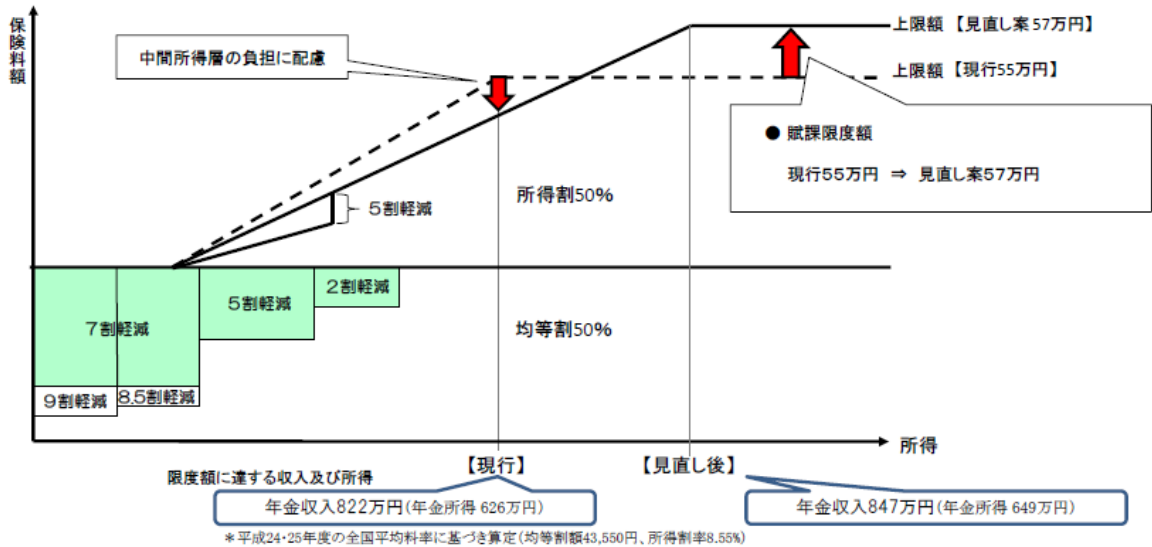 保険料額
上限額 【見直し案57万円】
中間所得層の負担に配慮
上限額 【現行55万円】
● 賦課限度額
現行55万円 ⇒ 見直し案57万円
所得割50%
5割軽減
2割軽減
5割軽減
7割軽減
均等割50%
9割軽減
8.5割軽減
所得
【現行】
【見直し後】
限度額に達する収入及び所得
年金収入822万円(年金所得 626万円)
年金収入847万円(年金所得 649万円)
*平成24・25年度の全国平均料率に基づき算定(均等割額43,550円、所得割率8.55%)